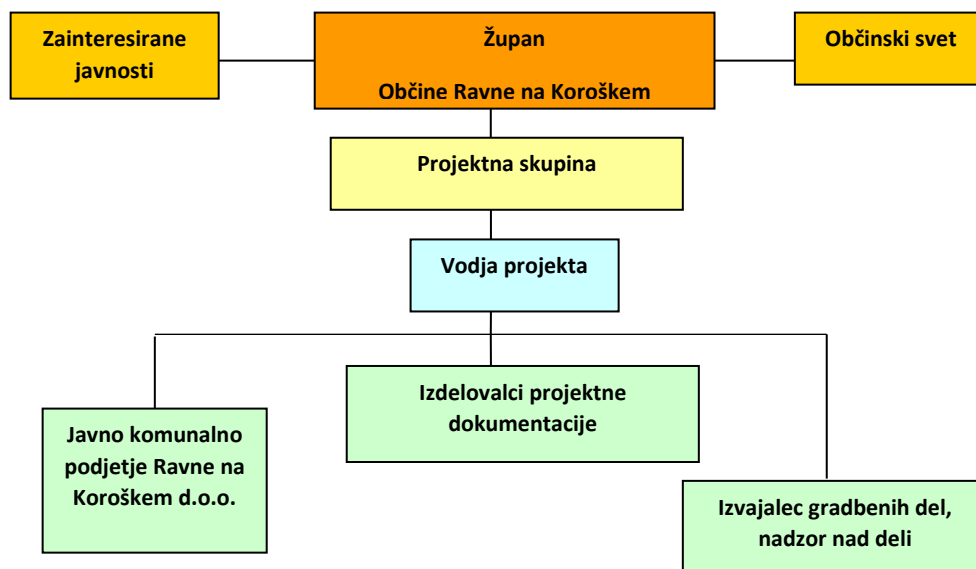 Zainteresirane
javnosti
Župan
Občine Ravne na Koroškem
Občinski svet
Projektna skupina
Vodja projekta
Javno komunalno
podjetje Ravne na
Koroškem d.o.o.
Izdelovalci projektne
dokumentacije
Izvajalec gradbenih del,
nadzor nad deli